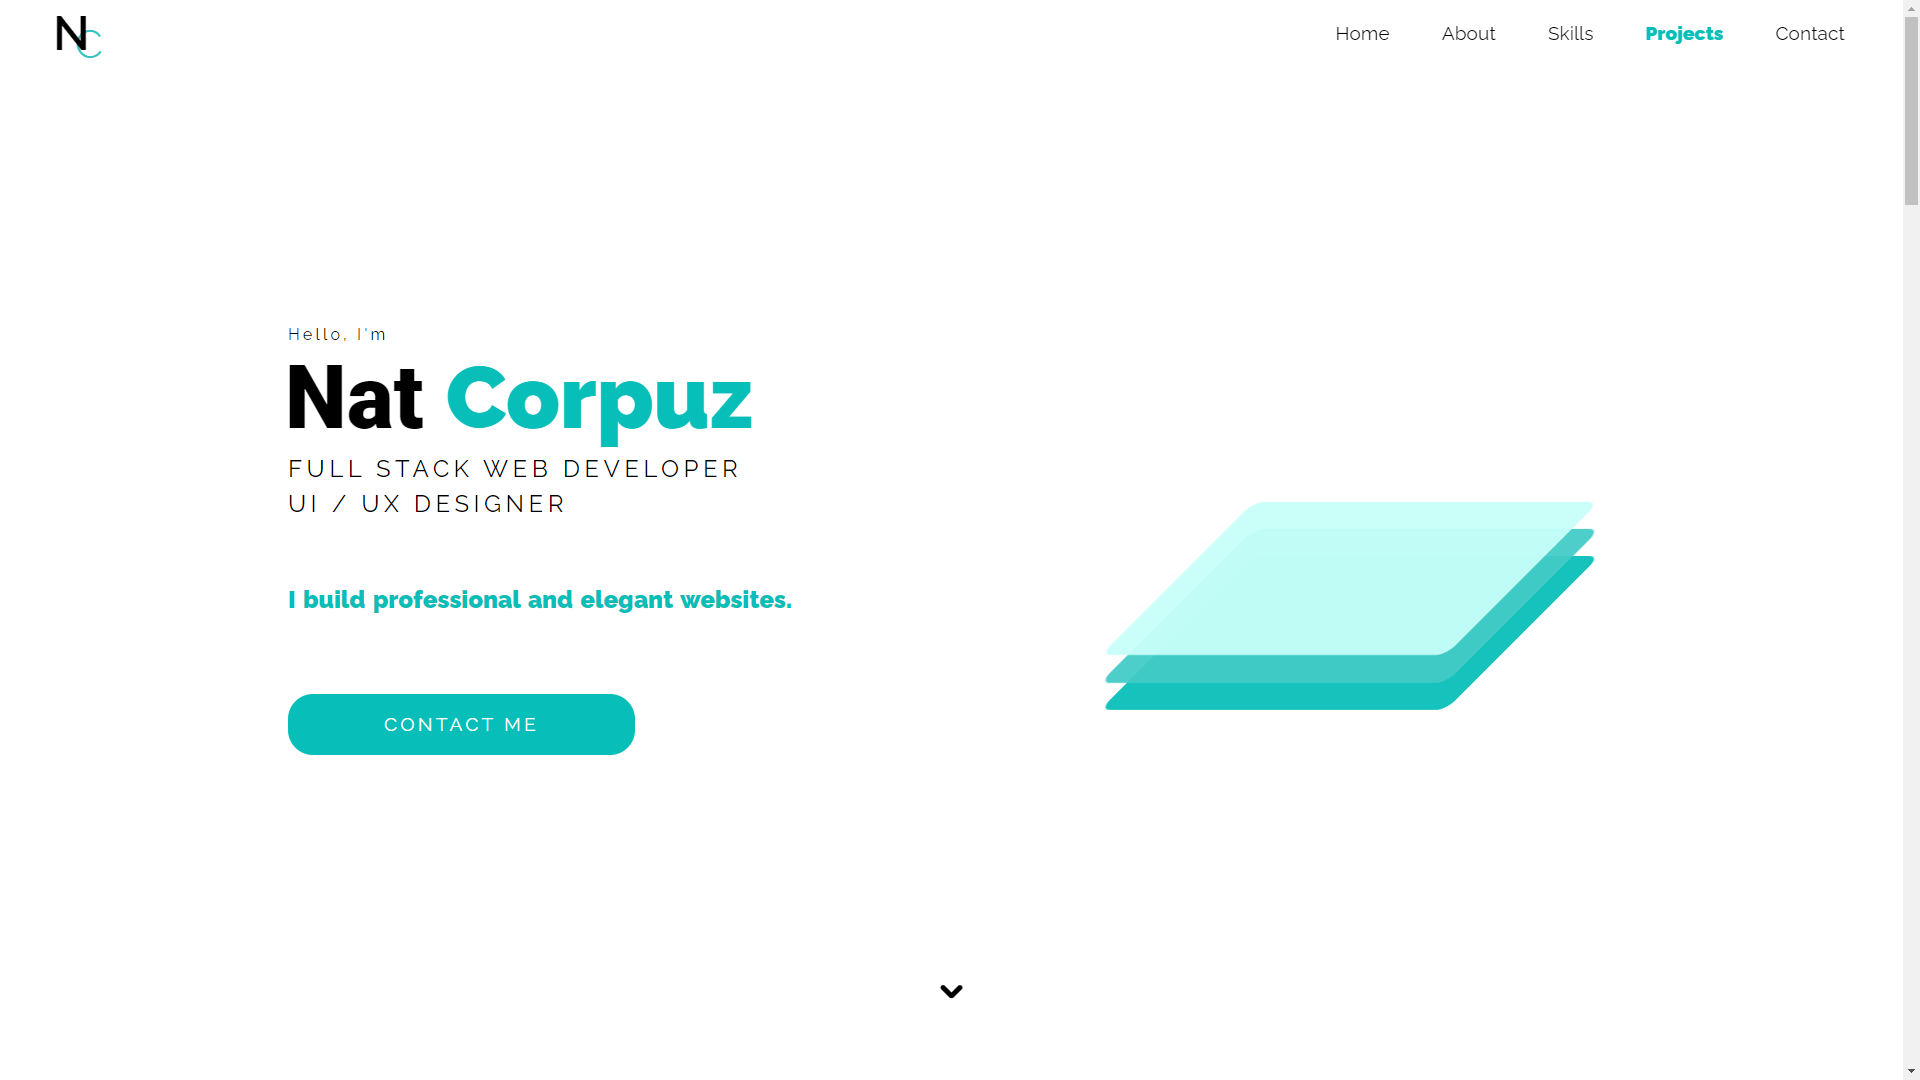 NC
Home About Skills Projects Contact
Hello, I'm
Nat Corpuz
FULL STACK WEB DEVELOPER
UI / UX DESIGNER
I build professional and elegant websites.
CONTACT ME